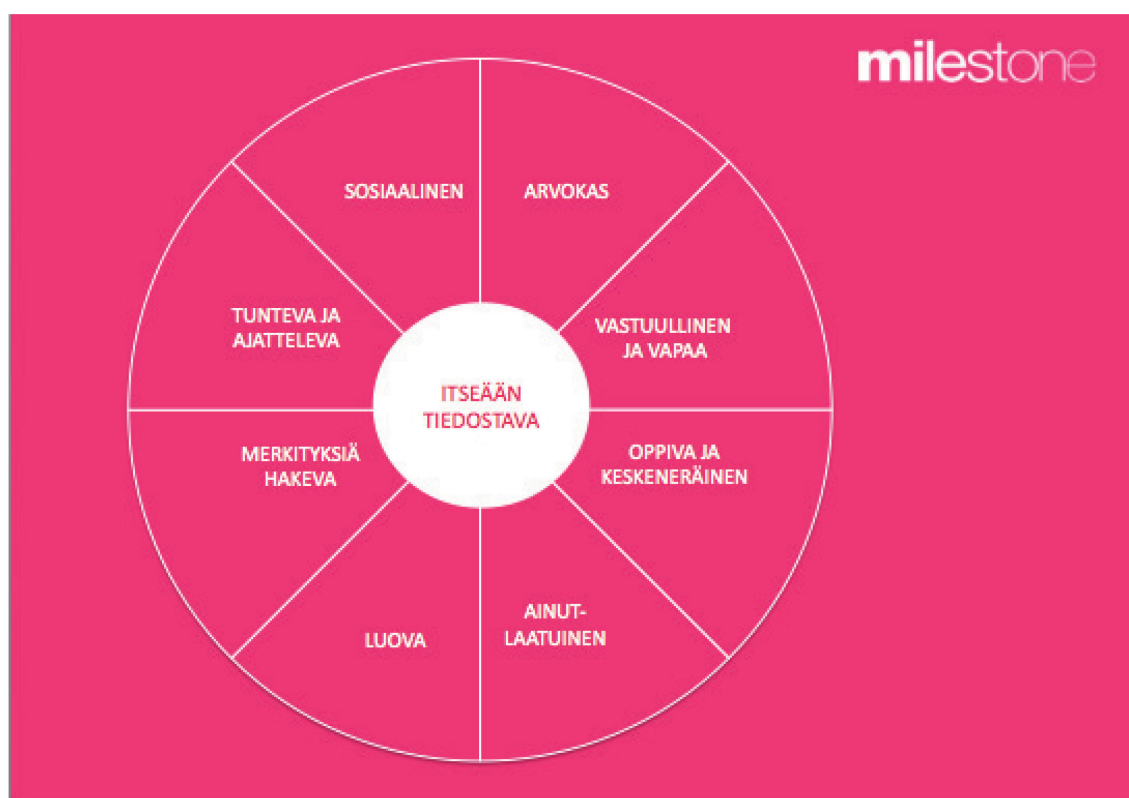 milestone
SOSIAALINEN
ARVOKAS
TUNTEVA JA
AJATTELEVA
VASTUULLINEN
JA VAPAA
ITSEÄÄN
TIEDOSTAVA
MERKITYKSIÄ
HAKEVA
OPPIVA JA
KESKENERÄINEN
LUOVA
AINUT-
LAATUINEN